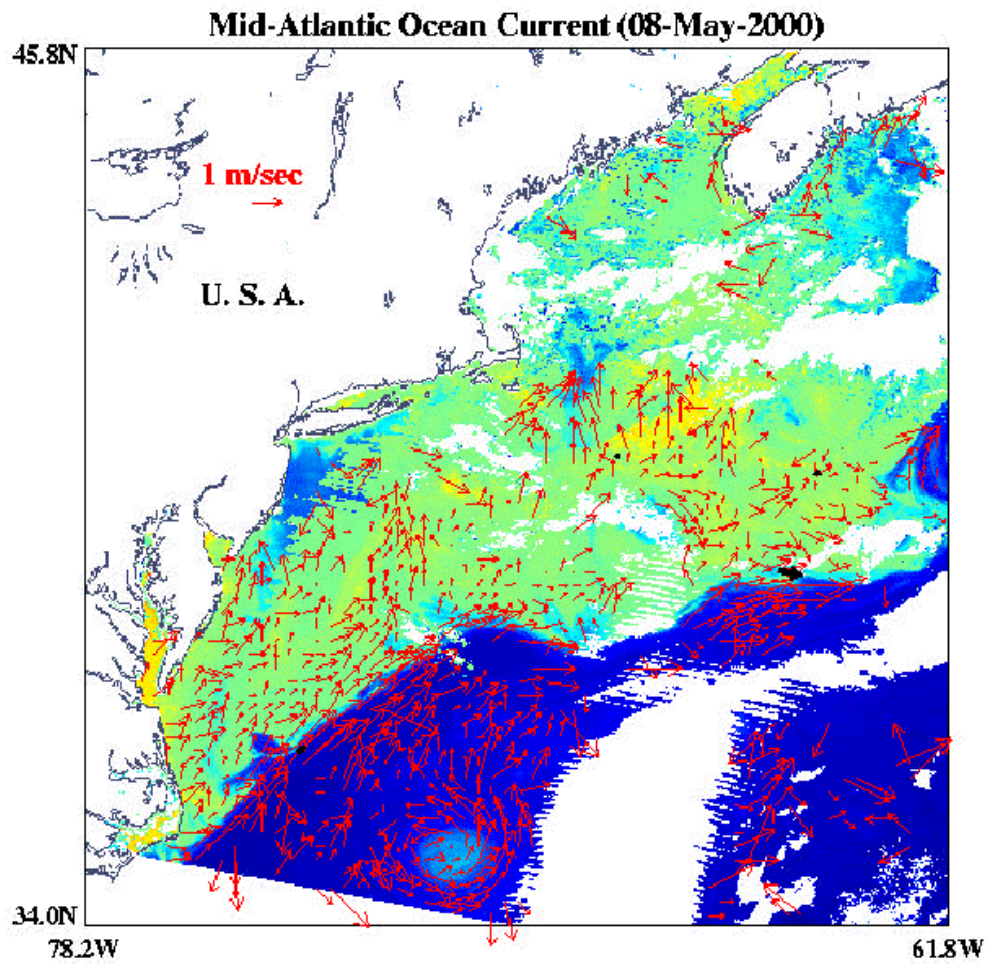 Mid-Atlantic Ocean Current (08-May-2000)
45.8N
1 m/sec
U. S. A.
34.0N
78.2W
61.8W